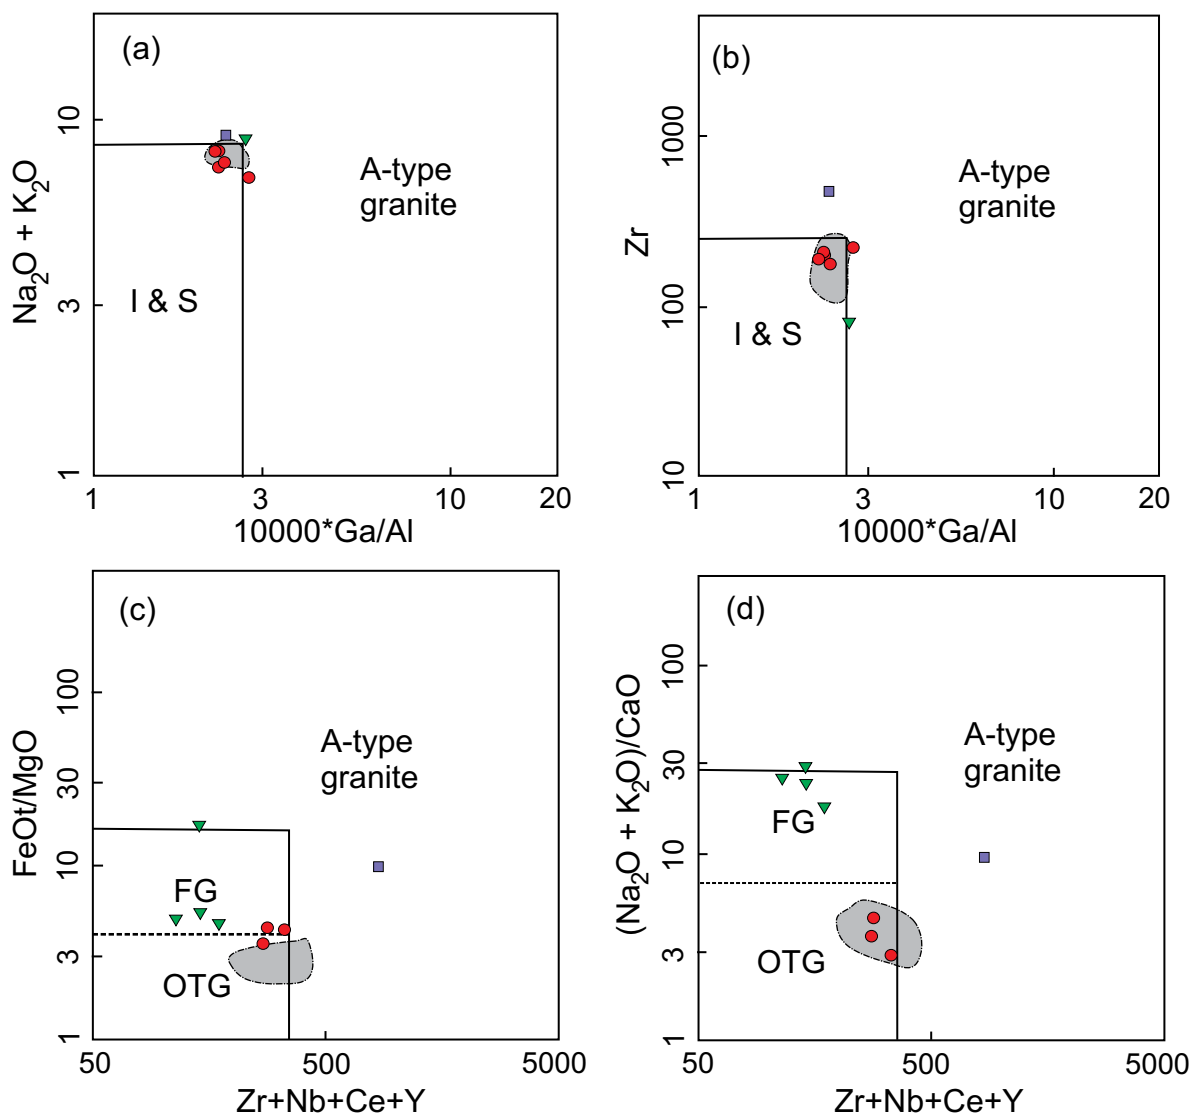 (a)
10
3
1
Na2O + K2O
A-type
granite
I & S
1
3
10
20
10000*Ga/Al
(b)
1000
100
10
Zr
A-type
granite
I & S
1
3
10
20
10000*Ga/Al
(c)
100
30
10
3
1
FeOt/MgO
A-type
granite
FG
OTG
50
500
5000
Zr+Nb+Ce+Y
(d)
100
30
10
3
1
(Na2O + K2O)/CaO
A-type
granite
FG
OTG
50
500
5000
Zr+Nb+Ce+Y